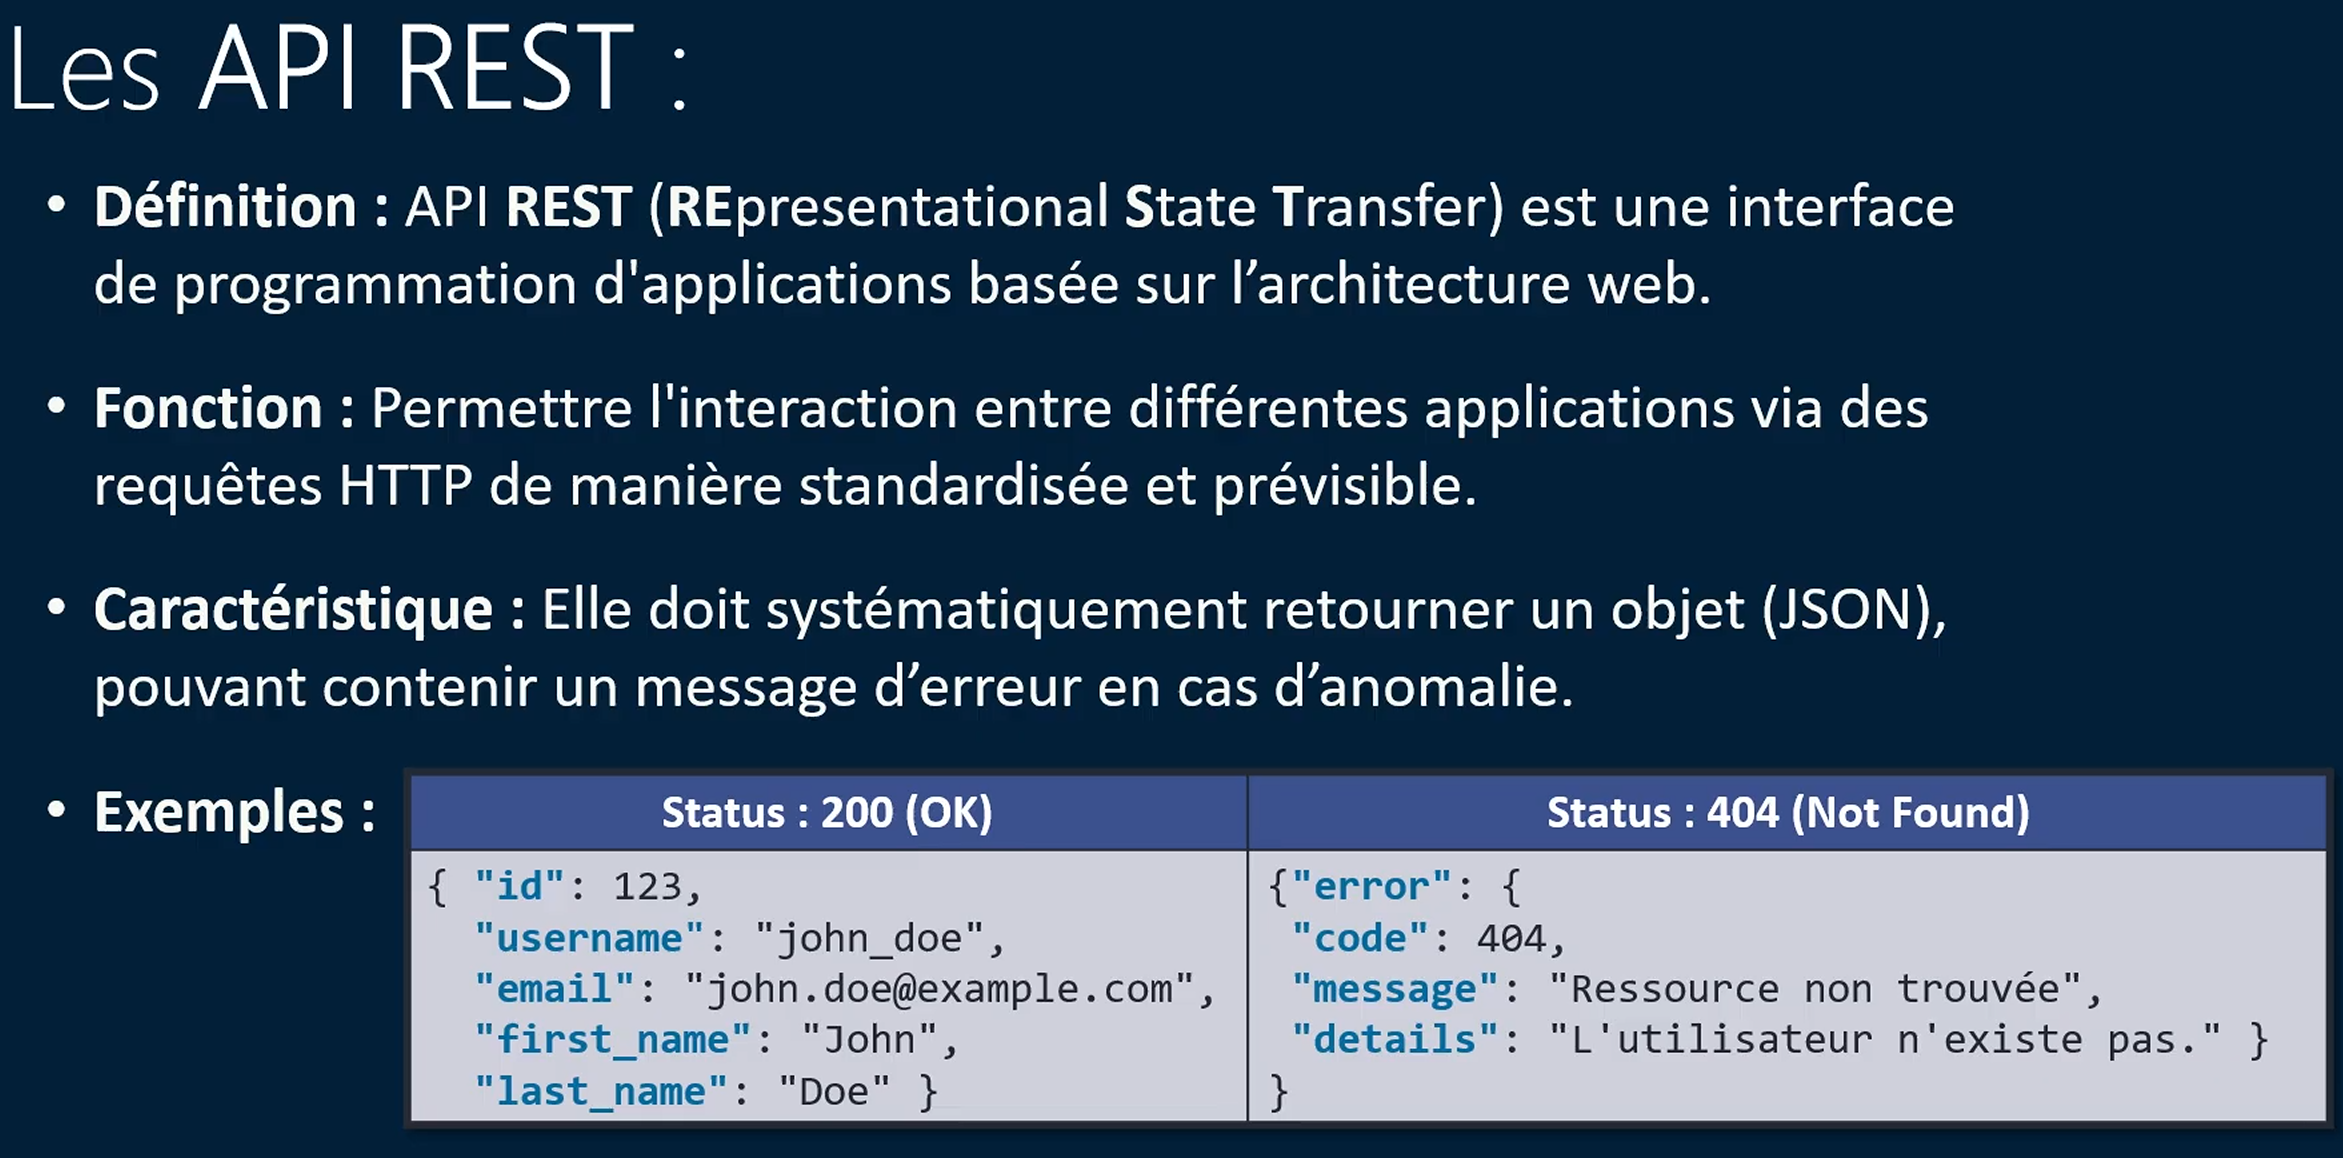 Les API REST :
• Définition : API REST (REpresentational State Transfer) est une interface
de programmation d'applications basée sur l’architecture web.
• Fonction : Permettre l'interaction entre différentes applications via des
requêtes HTTP de manière standardisée et prévisible.
• Caractéristique : Elle doit systématiquement retourner un objet (JSON),
pouvant contenir un message d’erreur en cas d’anomalie.
• Exemples :
Status : 200 (OK)
{ "id": 123,
"username": "john_doe",
"email": "john.doe@example.com",
"first_name": "John",
"last_name": "Doe" }
Status : 404 (Not Found)
{"error": {
"code": 404,
"message": "Ressource non trouvée",
"details": "L'utilisateur n'existe pas." }
}